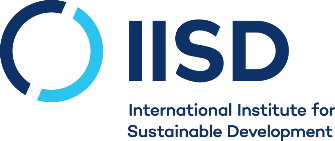 IISD
International Institute for
Sustainable Development